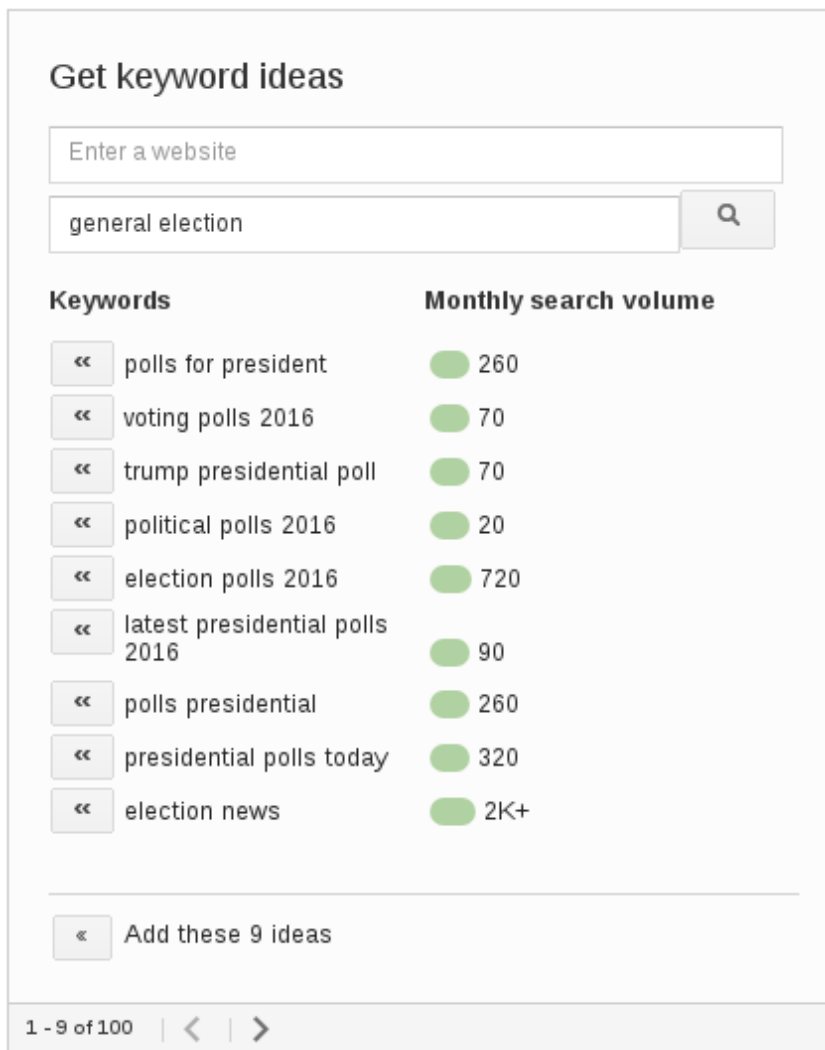 Get keyword ideas
Enter a website
general election
Keywords Monthly search volume
« polls for president 260
« voting polls 2016 70
« trump presidential poll 70
« political polls 2016 20
« election polls 2016 720
« latest presidential polls
2016 90
« polls presidential 260
« presidential polls today 320
« election news 2K+
« Add these 9 ideas
1 - 9 of 100